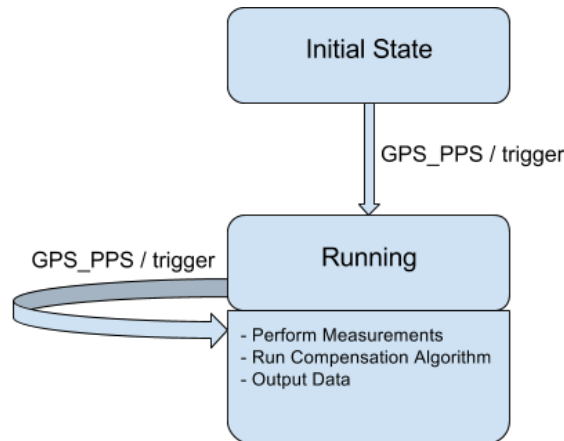 Initial State
GPS_PPS / trigger
GPS_PPS / trigger
Running
- Perform Measurements
- Run Compensation Algorithm
- Output Data